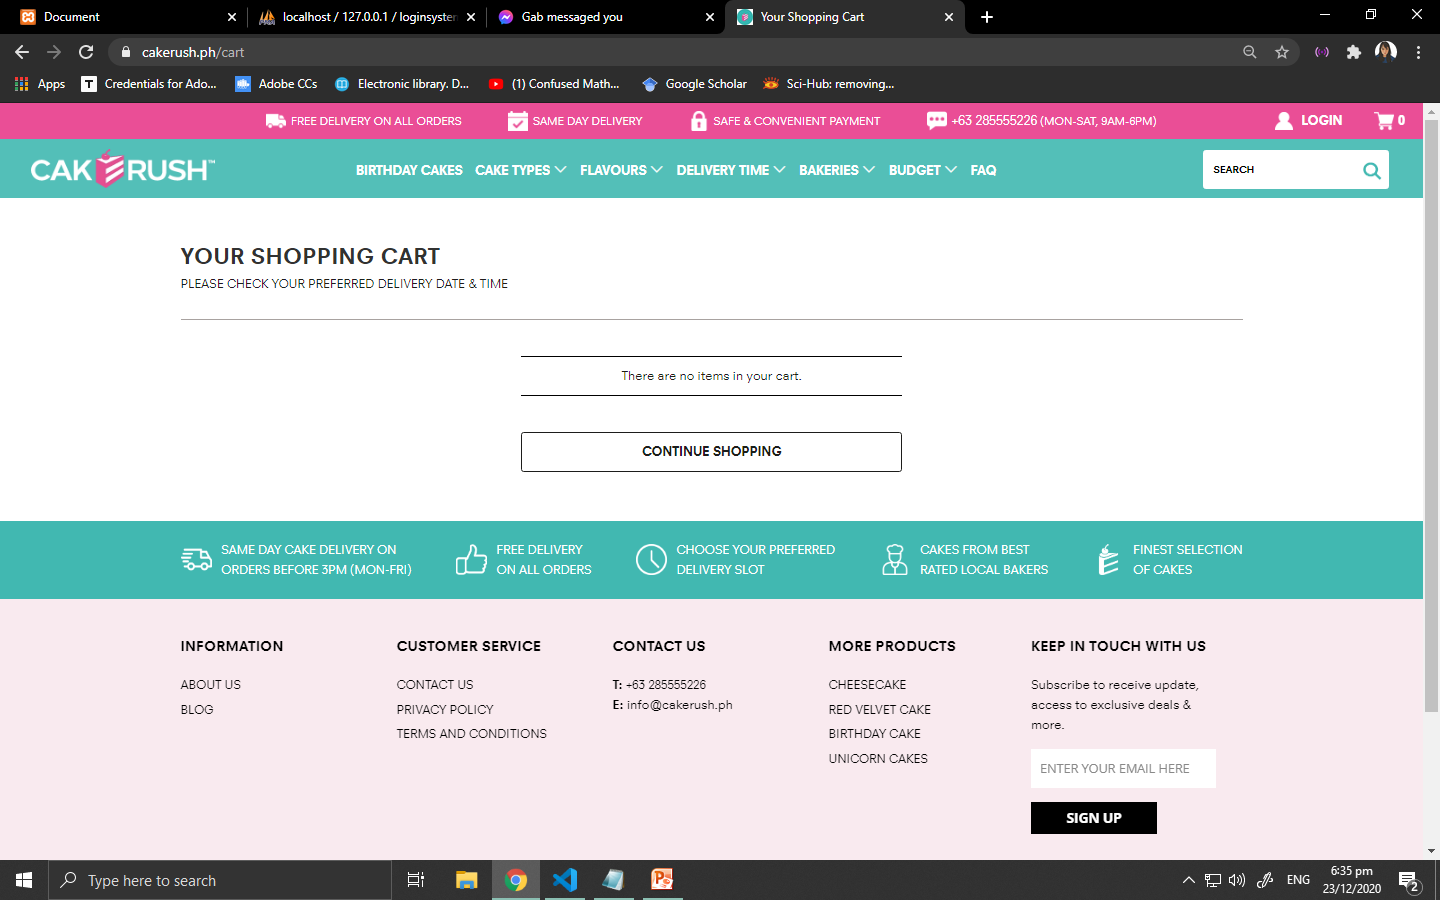 Document
localhost / 127.0.0.1 / loginsystem
Gab messaged you
Your Shopping Cart
cakerush.ph/cart
Apps
Credentials for Ado...
Adobe CCs
Electronic library. D...
(1) Confused Math...
Google Scholar
Sci-Hub: removing...
FREE DELIVERY ON ALL ORDERS
SAME DAY DELIVERY
SAFE & CONVENIENT PAYMENT
+63 285555226 (MON-SAT, 9AM-6PM)
LOGIN
0
CAKERUSH™
BIRTHDAY CAKES
CAKE TYPES
FLAVOURS
DELIVERY TIME
BAKERIES
BUDGET
FAQ
SEARCH
YOUR SHOPPING CART
PLEASE CHECK YOUR PREFERRED DELIVERY DATE & TIME
There are no items in your cart.
CONTINUE SHOPPING
SAME DAY CAKE DELIVERY ON
ORDERS BEFORE 3PM (MON-FRI)
FREE DELIVERY
ON ALL ORDERS
CHOOSE YOUR PREFERRED
DELIVERY SLOT
CAKES FROM BEST
RATED LOCAL BAKERS
FINEST SELECTION
OF CAKES
INFORMATION
ABOUT US
BLOG
CUSTOMER SERVICE
CONTACT US
PRIVACY POLICY
TERMS AND CONDITIONS
CONTACT US
T: +63 285555226
E: info@cakerush.ph
MORE PRODUCTS
CHEESECAKE
RED VELVET CAKE
BIRTHDAY CAKE
UNICORN CAKES
KEEP IN TOUCH WITH US
Subscribe to receive update,
access to exclusive deals &
more.
ENTER YOUR EMAIL HERE
SIGN UP
Type here to search
ENG
6:35 pm
23/12/2020
2